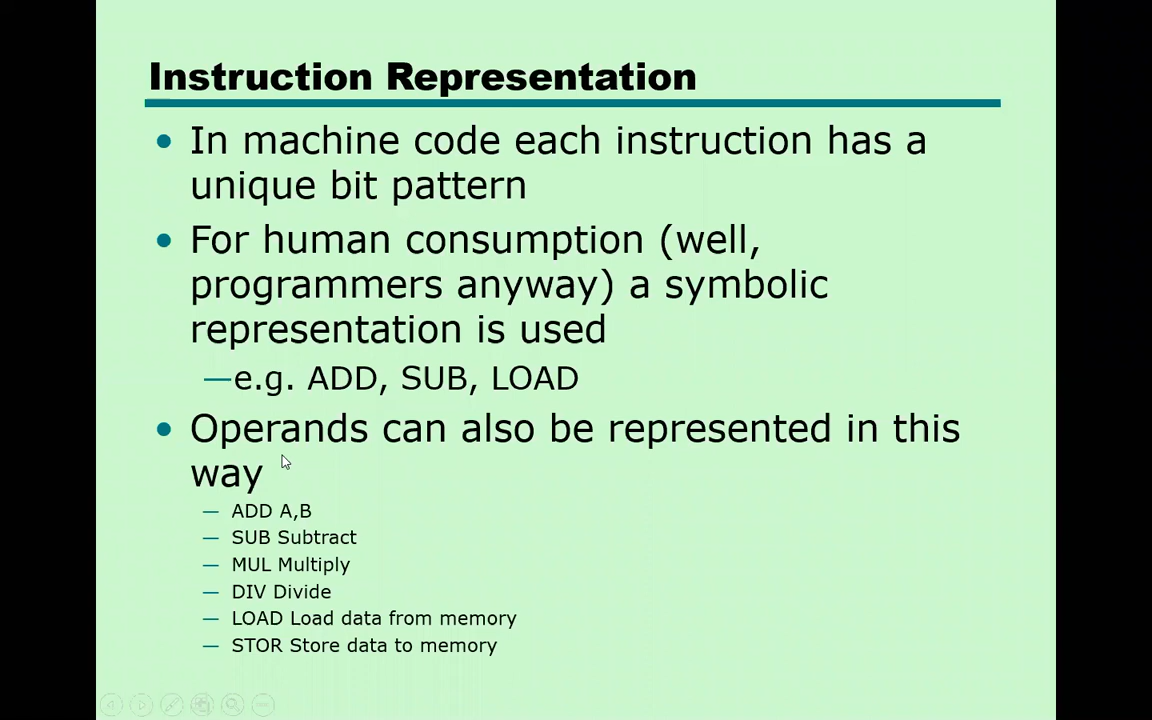 Instruction Representation
• In machine code each instruction has a
unique bit pattern
• For human consumption (well,
programmers anyway) a symbolic
representation is used
—e.g. ADD, SUB, LOAD
• Operands can also be represented in this
way
— ADD A,B
— SUB Subtract
— MUL Multiply
— DIV Divide
— LOAD Load data from memory
— STOR Store data to memory